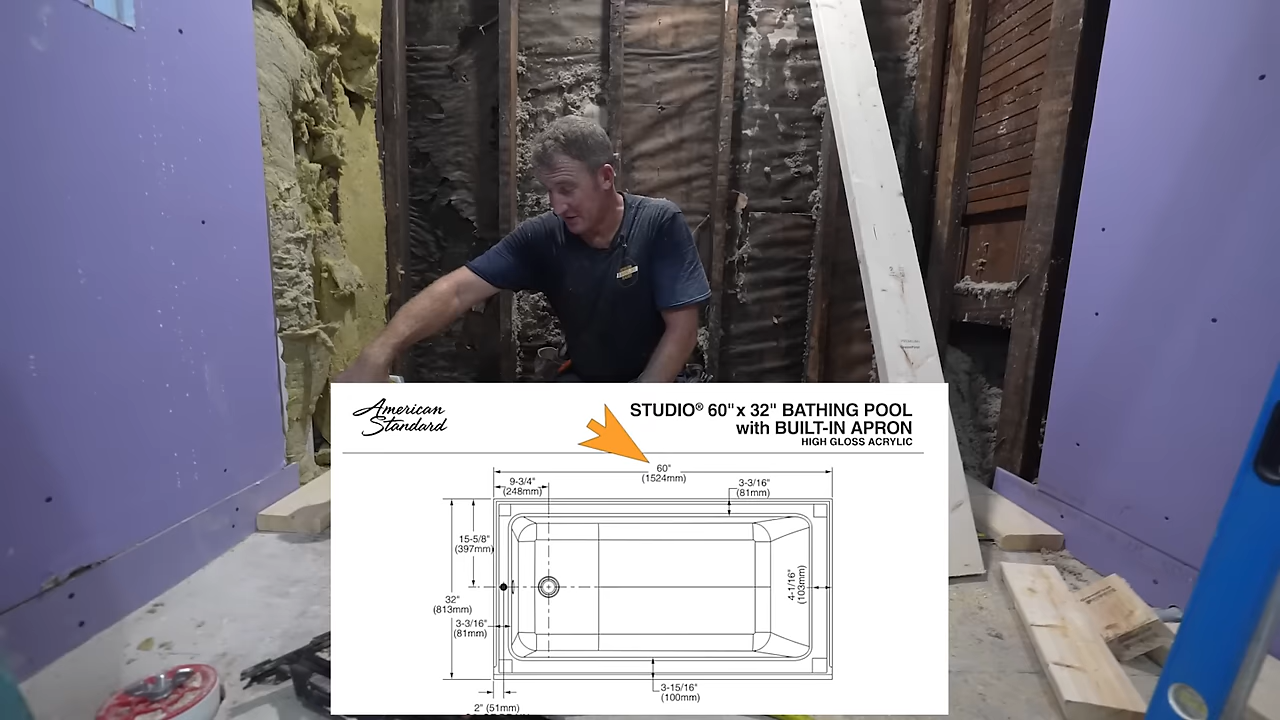 American
Standard
STUDIO® 60"x 32" BATHING POOL
with BUILT-IN APRON
HIGH GLOSS ACRYLIC
60"
(1524mm)
9-3/4"
(248mm)
3-3/16"
(81mm)
15-5/8"
(397mm)
4-1/16"
(103mm)
32"
(813mm)
3-3/16"
(81mm)
3-15/16"
(100mm)
2" (51mm)